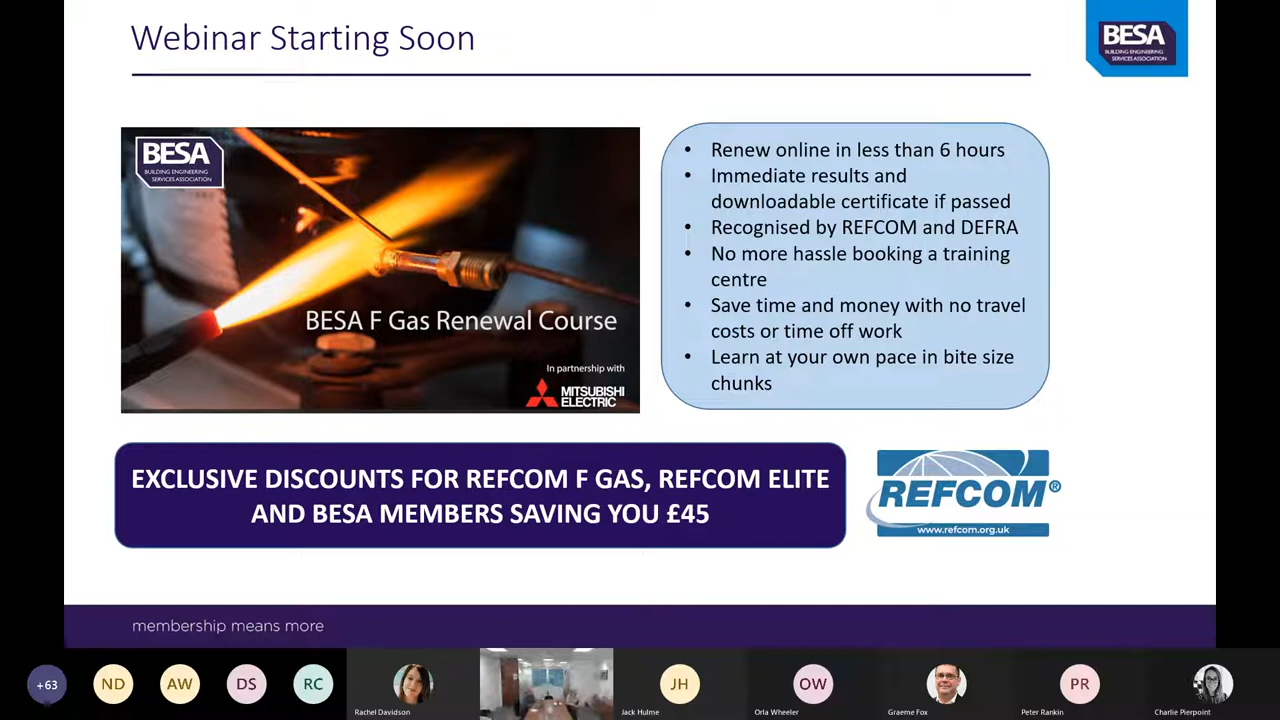 Webinar Starting Soon
BESA
BUILDING ENGINEERING
SERVICES ASSOCIATION
BESA
BUILDING ENGINEERING
SERVICES ASSOCIATION
BESA F Gas Renewal Course
In partnership with
MITSUBISHI
ELECTRIC
• Renew online in less than 6 hours
• Immediate results and
downloadable certificate if passed
• Recognised by REFCOM and DEFRA
• No more hassle booking a training
centre
• Save time and money with no travel
costs or time off work
• Learn at your own pace in bite size
chunks
EXCLUSIVE DISCOUNTS FOR REFCOM F GAS, REFCOM ELITE
AND BESA MEMBERS SAVING YOU £45
REFCOM®
www.refcom.org.uk
membership means more
+63
ND
AW
DS
RC
Rachel Davidson
JH
Jack Hulme
OW
Orla Wheeler
Graeme Fox
PR
Peter Rankin
Charlie Pierpoint